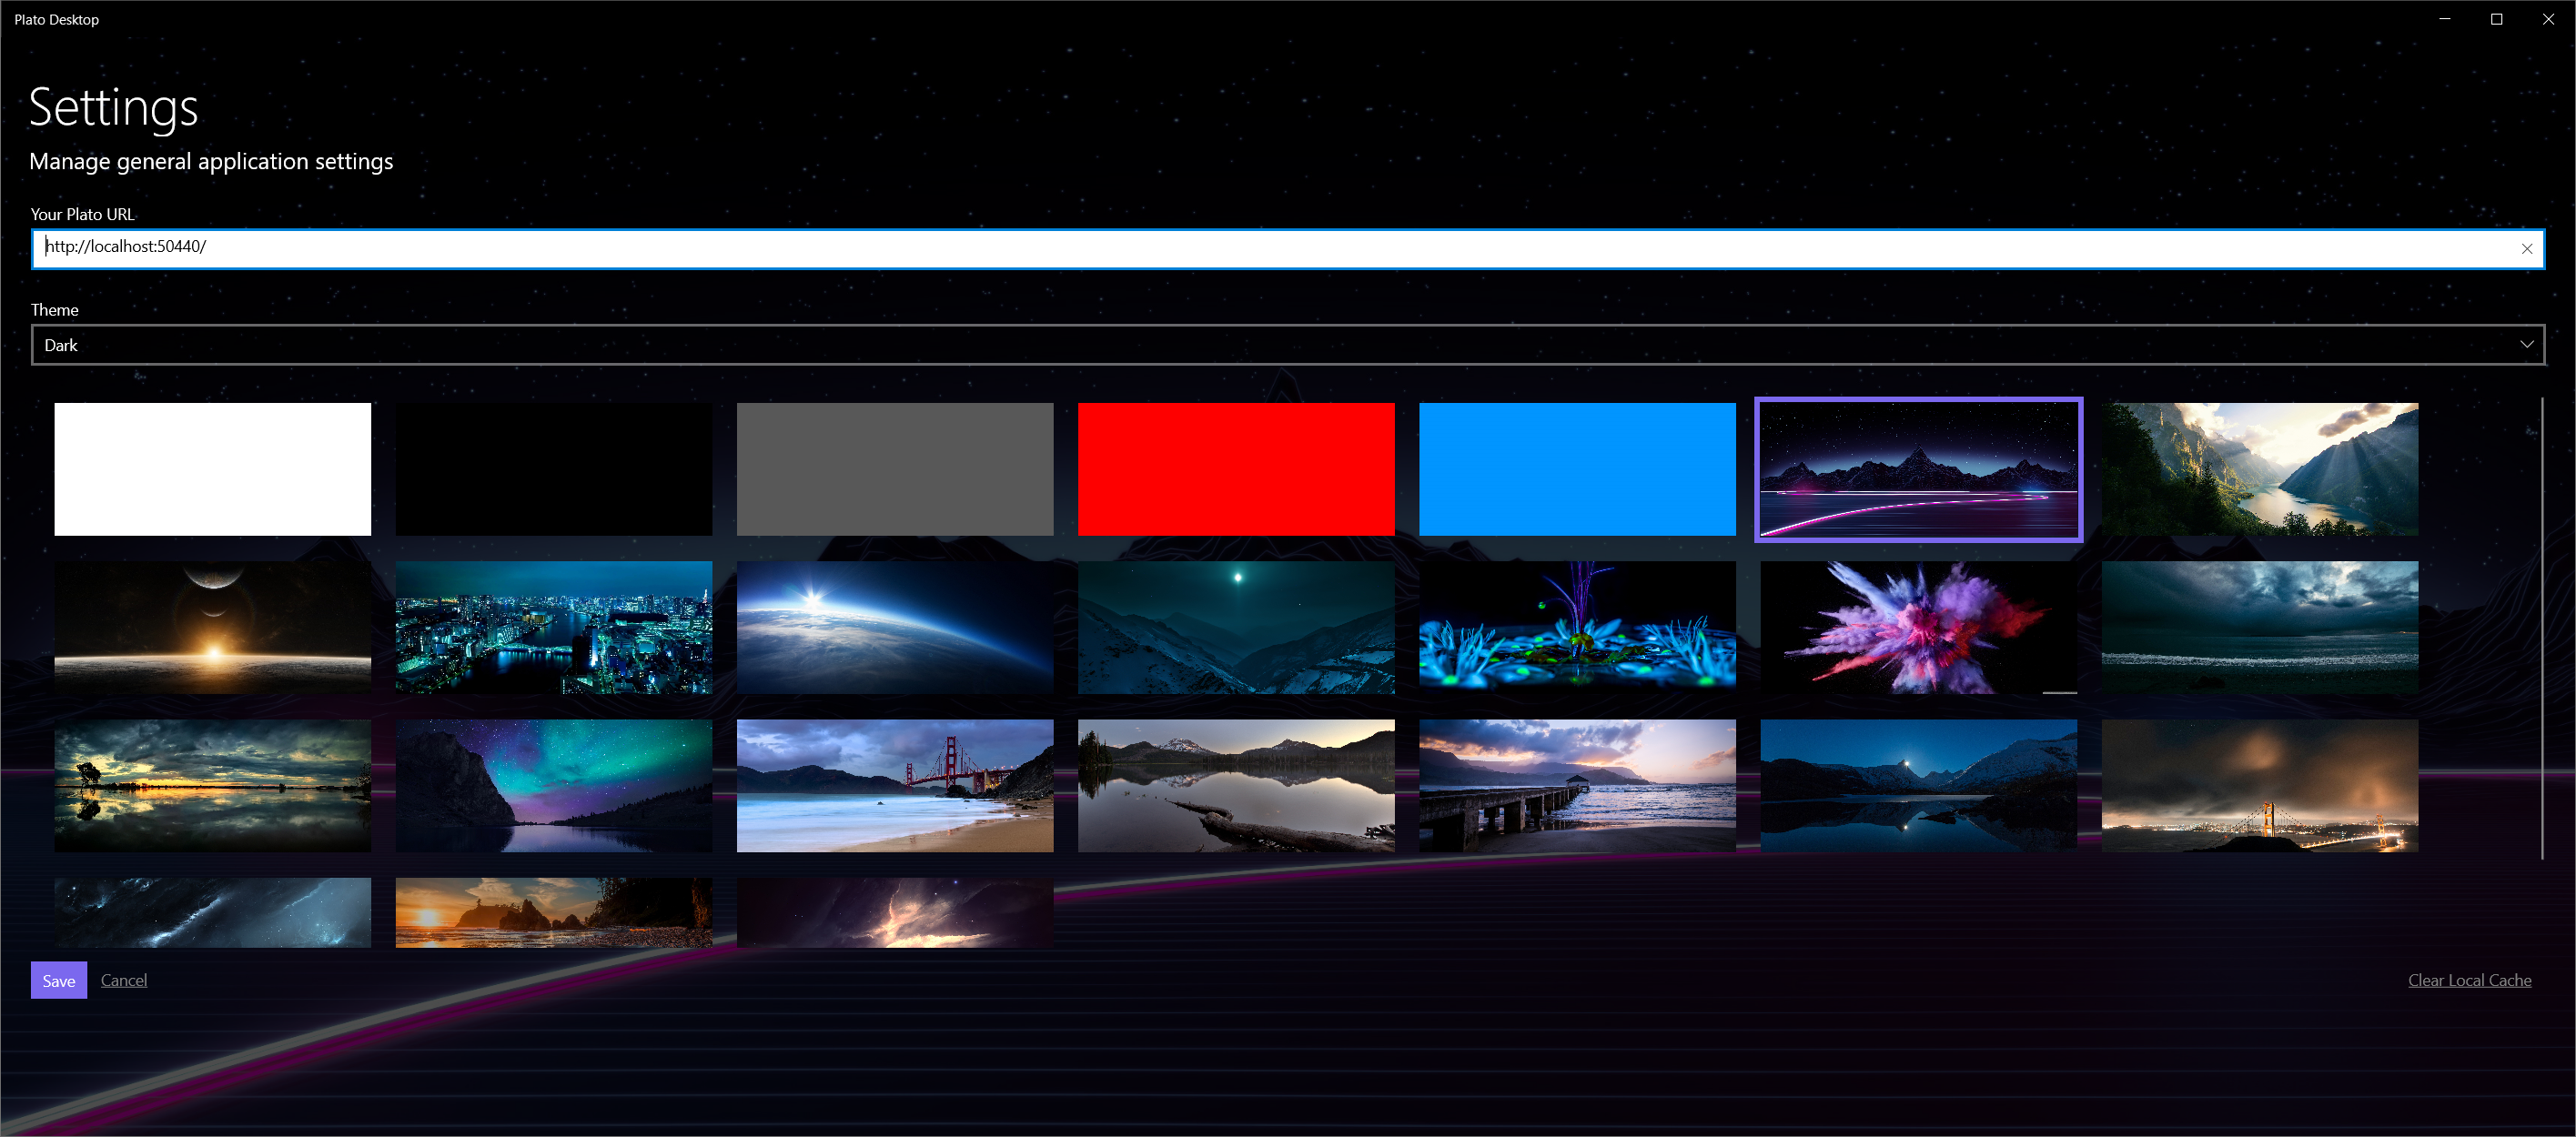 Plato Desktop
Settings
Manage general application settings
Your Plato URL
http://localhost:50440/
Theme
Dark
Save Cancel Clear Local Cache